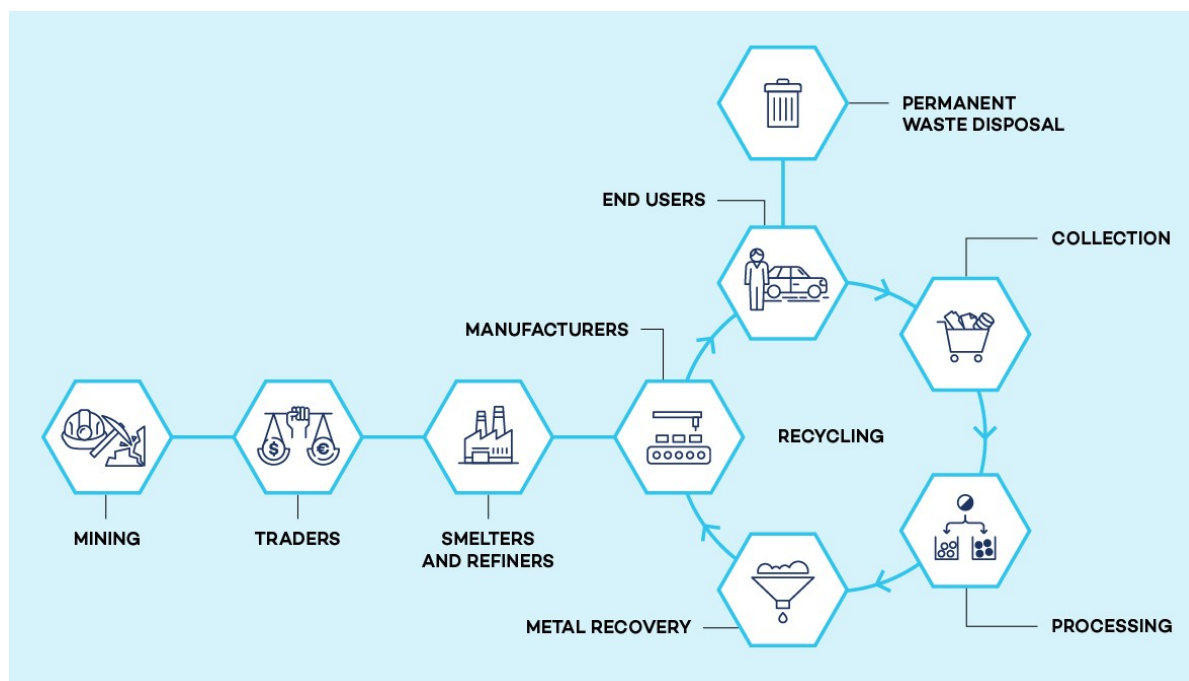 PERMANENT
WASTE DISPOSAL
END USERS
COLLECTION
MANUFACTURERS
RECYCLING
$
€
MINING
TRADERS
SMELTERS
AND REFINERS
METAL RECOVERY
PROCESSING